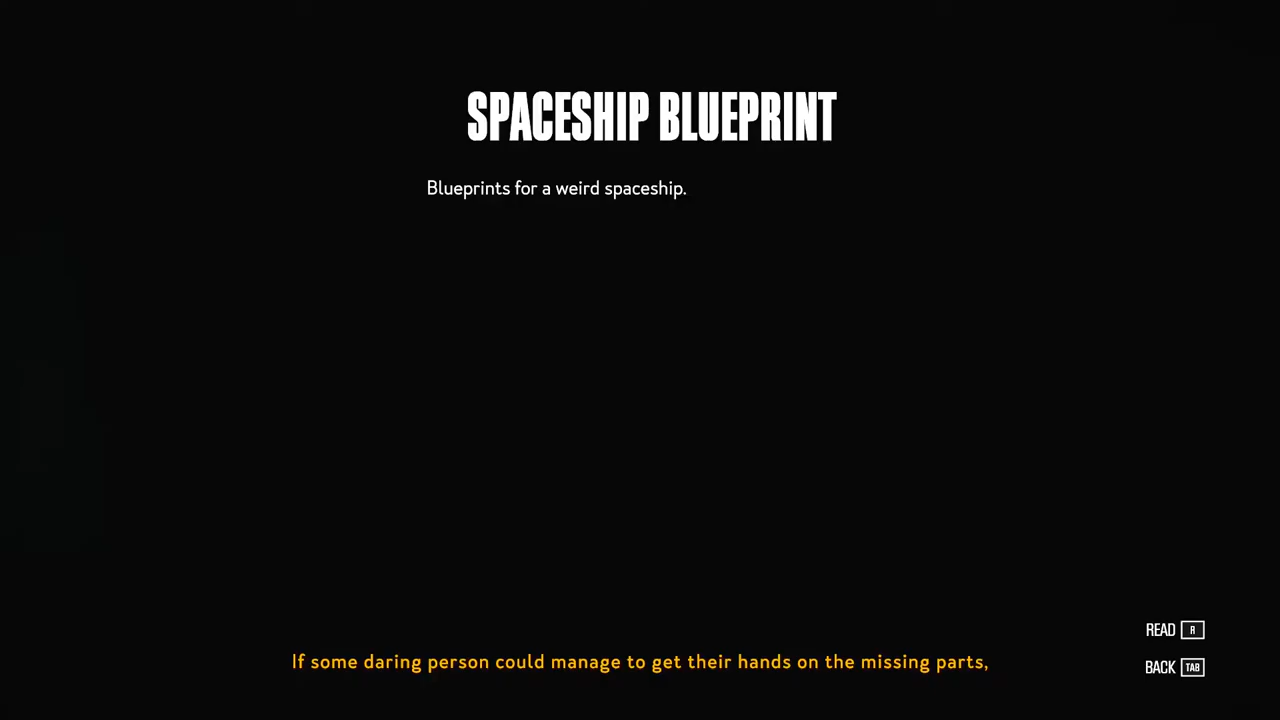 SPACESHIP BLUEPRINT
Blueprints for a weird spaceship.
READ R
If some daring person could manage to get their hands on the missing parts,
BACK TAB